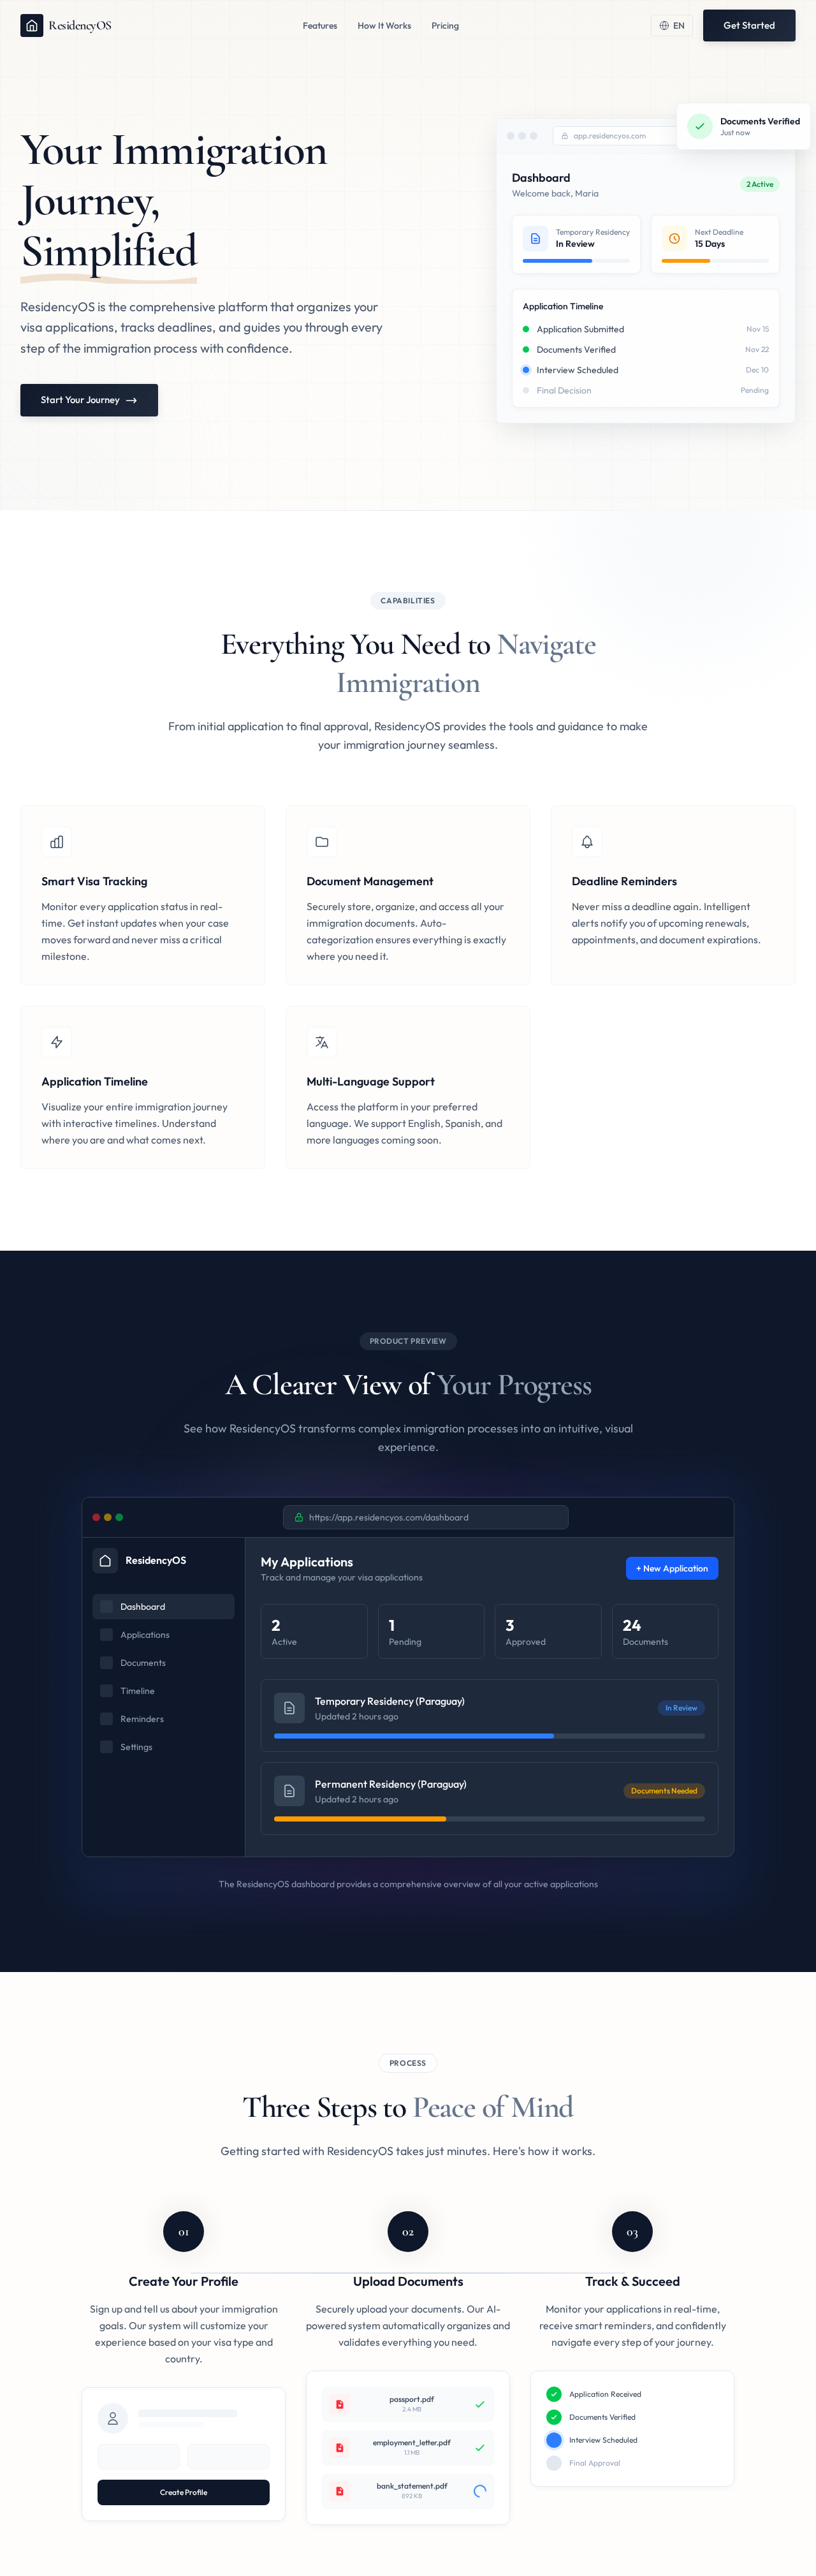 ResidencyOS
Features
How It Works
Pricing
EN
Get Started
Your Immigration
Journey,
Simplified
ResidencyOS is the comprehensive platform that organizes your
visa applications, tracks deadlines, and guides you through every
step of the immigration process with confidence.
Start Your Journey →
app.residencyos.com
Documents Verified
Just now
Dashboard
Welcome back, Maria
2 Active
Temporary Residency
In Review
Next Deadline
15 Days
Application Timeline
Application Submitted Nov 15
Documents Verified Nov 22
Interview Scheduled Dec 10
Final Decision Pending
CAPABILITIES
Everything You Need to Navigate
Immigration
From initial application to final approval, ResidencyOS provides the tools and guidance to make
your immigration journey seamless.
Smart Visa Tracking
Monitor every application status in real-
time. Get instant updates when your case
moves forward and never miss a critical
milestone.
Document Management
Securely store, organize, and access all your
immigration documents. Auto-
categorization ensures everything is exactly
where you need it.
Deadline Reminders
Never miss a deadline again. Intelligent
alerts notify you of upcoming renewals,
appointments, and document expirations.
Application Timeline
Visualize your entire immigration journey
with interactive timelines. Understand
where you are and what comes next.
Multi-Language Support
Access the platform in your preferred
language. We support English, Spanish, and
more languages coming soon.
PRODUCT PREVIEW
A Clearer View of Your Progress
See how ResidencyOS transforms complex immigration processes into an intuitive, visual
experience.
https://app.residencyos.com/dashboard
ResidencyOS
Dashboard
Applications
Documents
Timeline
Reminders
Settings
My Applications
Track and manage your visa applications
+ New Application
2
Active
1
Pending
3
Approved
24
Documents
Temporary Residency (Paraguay)
Updated 2 hours ago
In Review
Permanent Residency (Paraguay)
Updated 2 hours ago
Documents Needed
The ResidencyOS dashboard provides a comprehensive overview of all your active applications
PROCESS
Three Steps to Peace of Mind
Getting started with ResidencyOS takes just minutes. Here's how it works.
01
Create Your Profile
Sign up and tell us about your immigration
goals. Our system will customize your
experience based on your visa type and
country.
Create Profile
02
Upload Documents
Securely upload your documents. Our AI-
powered system automatically organizes and
validates everything you need.
passport.pdf
2.4 MB
employment_letter.pdf
1.1 MB
bank_statement.pdf
892 KB
03
Track & Succeed
Monitor your applications in real-time,
receive smart reminders, and confidently
navigate every step of your journey.
Application Received
Documents Verified
Interview Scheduled
Final Approval